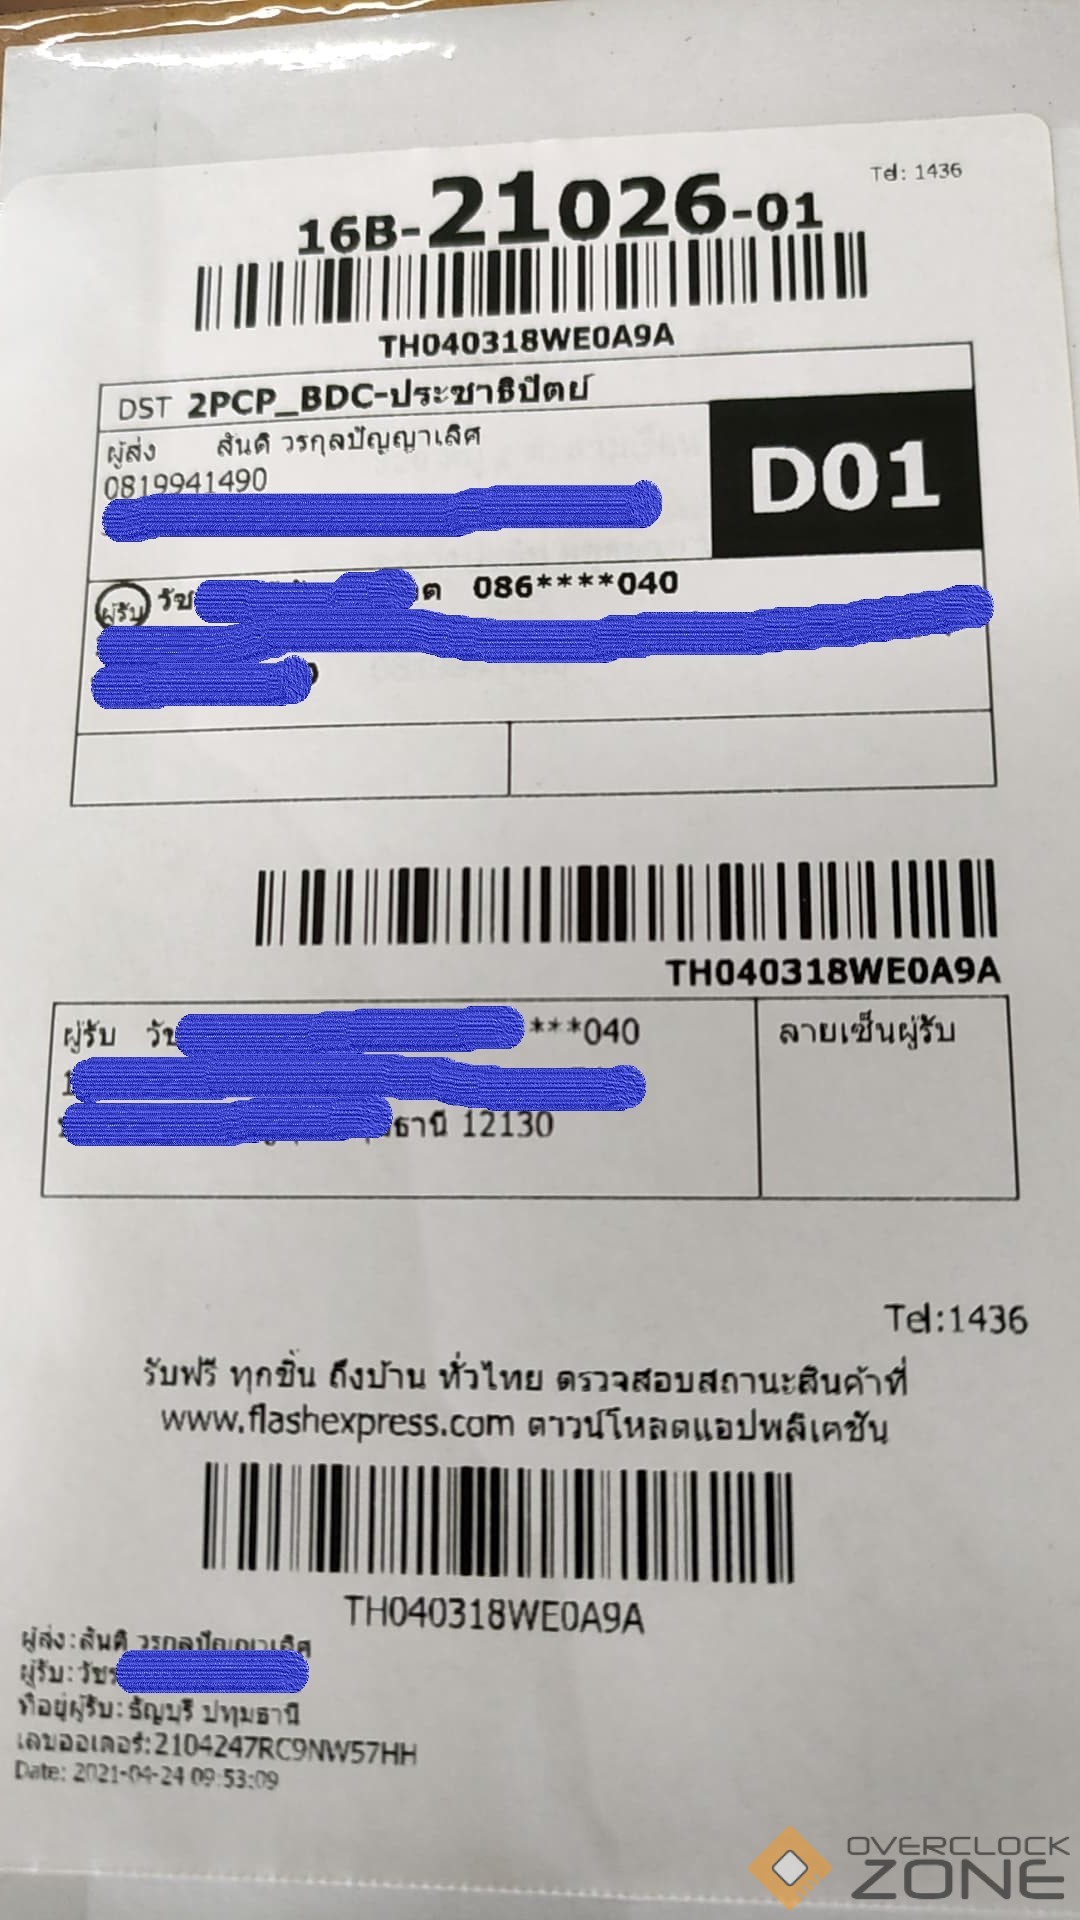 Tel: 1436
16B-21026-01
TH040318WE0A9A
DST 2PCP_BDC-ประชาธิปัตย์
ผู้ส่ง สันติ วรกุลปัญญาเลิศ
0819941490
D01
ผู้รับ วัช ต 086****040
TH040318WE0A9A
ผู้รับ วัช ***040
ลายเซ็นผู้รับ
ธานี 12130
Tel:1436
รับฟรี ทุกชิ้น ถึงบ้าน ทั่วไทย ตรวจสอบสถานะสินค้าที่
www.flashexpress.com ดาวน์โหลดแอปพลิเคชัน
TH040318WE0A9A
ผู้ส่ง:สันติ วรกุลปัญญาเลิศ
ผู้รับ:วัชร
ที่อยู่ผู้รับ:ธัญบุรี ปทุมธานี
เลขออเดอร์:2104247RC9NW57HH
Date: 2021-04-24 09:53:09
OVERCLOCK
ZONE